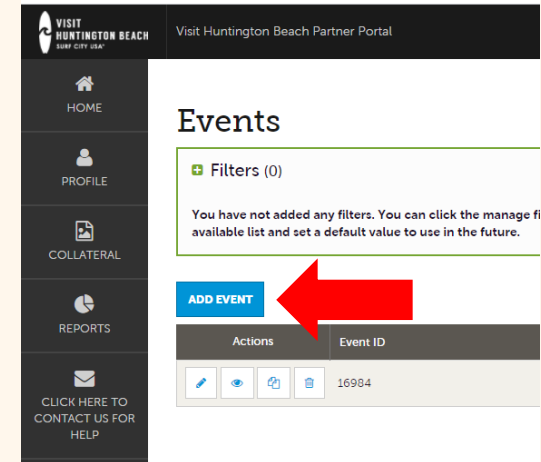 VISIT
HUNTINGTON BEACH
SURF CITY USA®
Visit Huntington Beach Partner Portal
HOME
PROFILE
COLLATERAL
REPORTS
CLICK HERE TO
CONTACT US FOR
HELP
Events
Filters (0)
You have not added any filters. You can click the manage fi
available list and set a default value to use in the future.
ADD EVENT
Actions
Event ID
16984